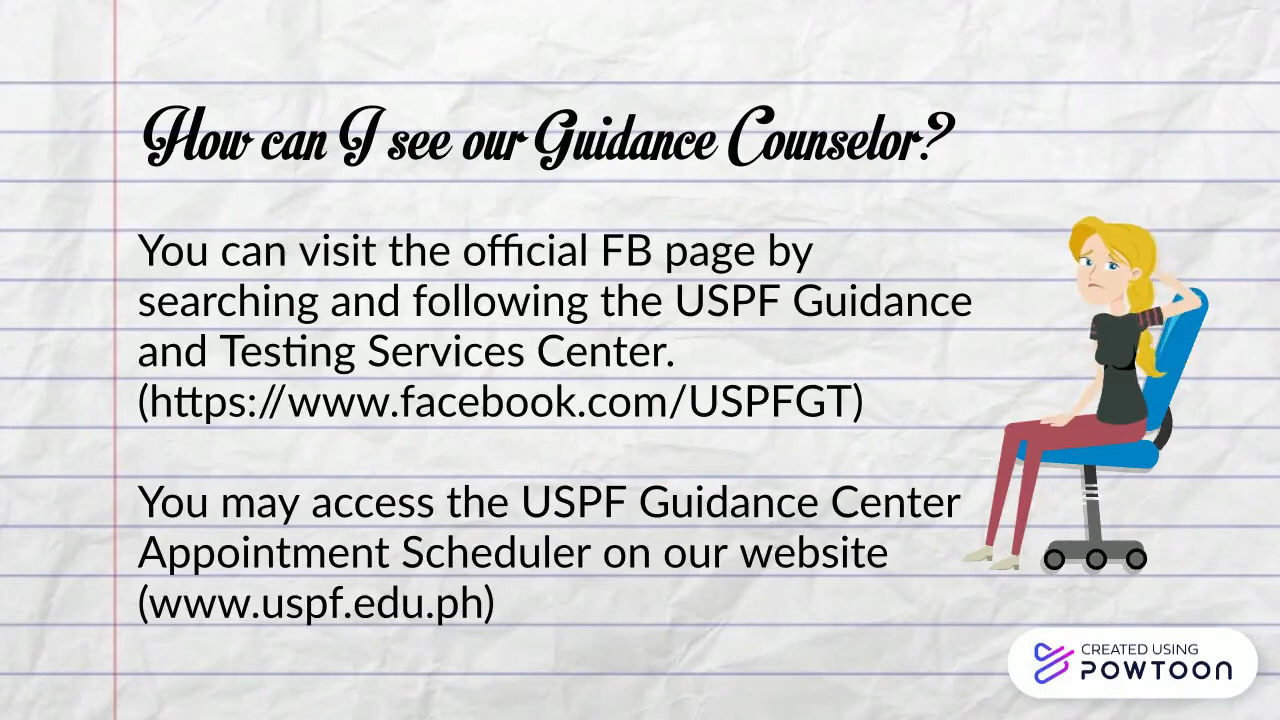 How can I see our Guidance Counselor?
You can visit the official FB page by
searching and following the USPF Guidance
and Testing Services Center.
(https://www.facebook.com/USPFGT)
You may access the USPF Guidance Center
Appointment Scheduler on our website
(www.uspf.edu.ph)
CREATED USING
POWTOON